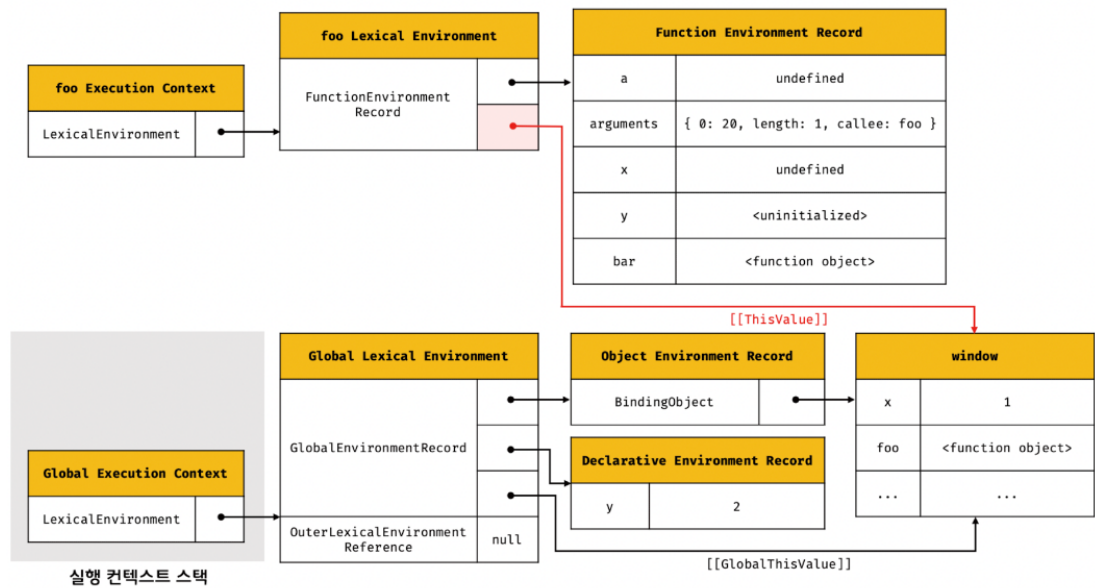 foo Execution Context
LexicalEnvironment
foo Lexical Environment
FunctionEnvironment
Record
Function Environment Record
a undefined
arguments { 0: 20, length: 1, callee: foo }
x undefined
y <uninitialized>
bar <function object>
[[ThisValue]]
Global Execution Context
LexicalEnvironment
실행 컨텍스트 스택
Global Lexical Environment
GlobalEnvironmentRecord
OuterLexicalEnvironment
Reference
null
Object Environment Record
BindingObject
Declarative Environment Record
y 2
window
x 1
foo <function object>
... ...
[[GlobalThisValue]]